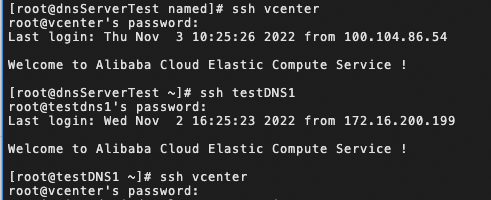 [root@dnsServerTest named]# ssh vcenter
root@vcenter's password:
Last login: Thu Nov  3 10:25:26 2022 from 100.104.86.54

Welcome to Alibaba Cloud Elastic Compute Service !

[root@dnsServerTest ~]# ssh testDNS1
root@testdns1's password:
Last login: Wed Nov  2 16:25:23 2022 from 172.16.200.199

Welcome to Alibaba Cloud Elastic Compute Service !

[root@testDNS1 ~]# ssh vcenter
root@vcenter's password: